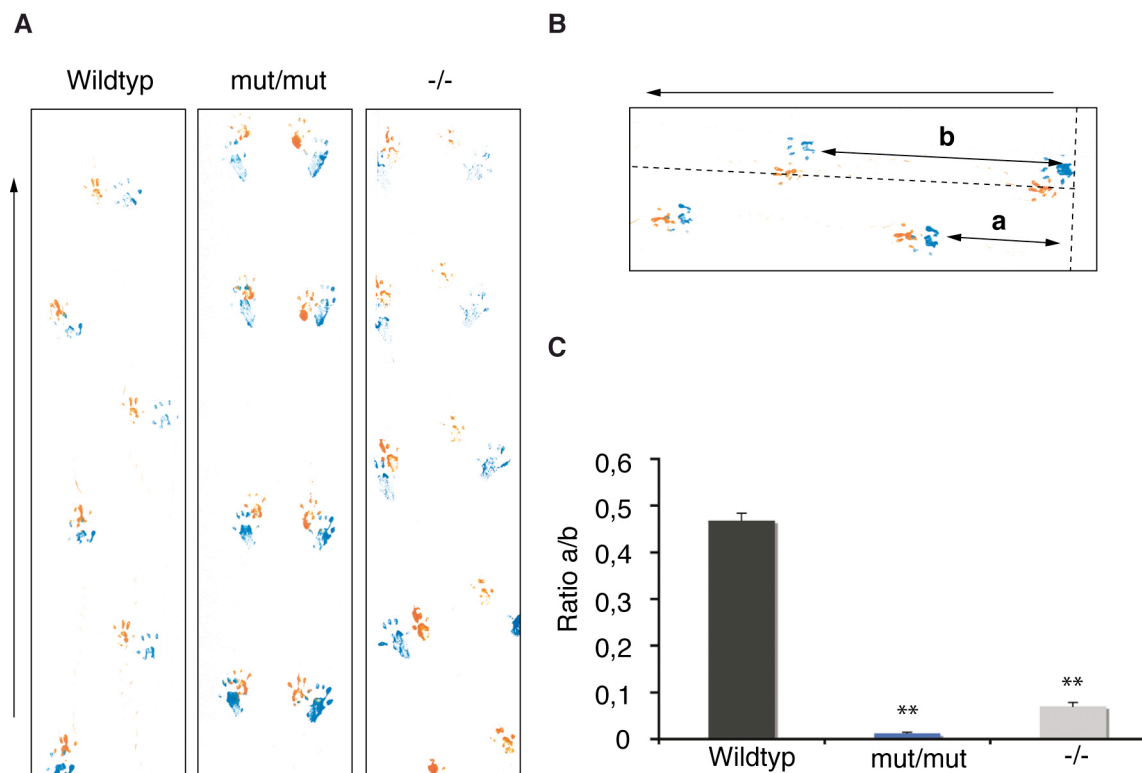 A
Wildtyp
mut/mut
-/-
B
b
a
C
Ratio a/b
0,6
0,5
0,4
0,3
0,2
0,1
0
**
**
Wildtyp
mut/mut
-/-